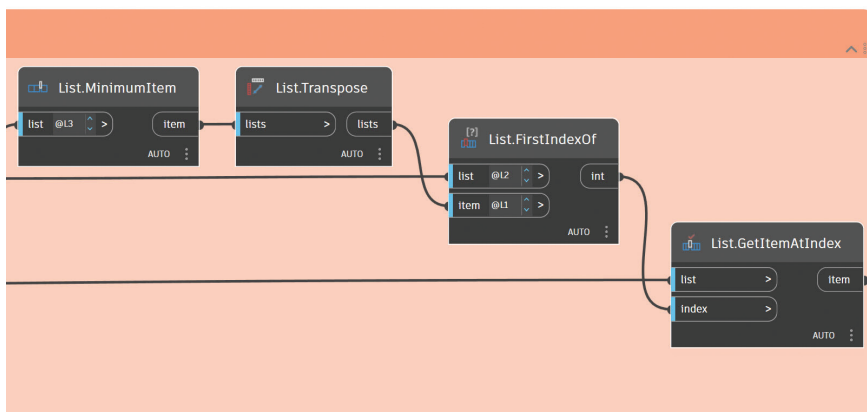 List.MinimumItem
list @L3 > item
AUTO
List.Transpose
lists > lists
AUTO
[?]
List.FirstIndexOf
list @L2 > int
item @L1 >
AUTO
List.GetItemAtIndex
list > item
index >
AUTO